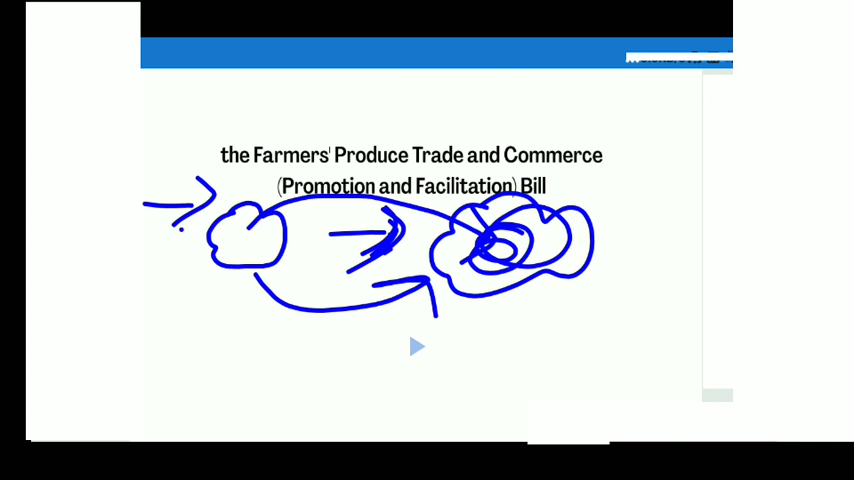 the Farmers' Produce Trade and Commerce
(Promotion and Facilitation) Bill